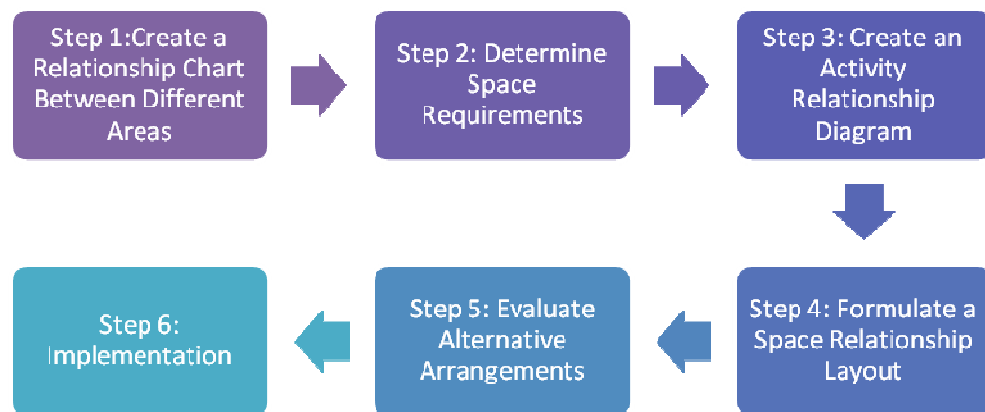 Step 1:Create a
Relationship Chart
Between Different
Areas
Step 2: Determine
Space
Requirements
Step 3: Create an
Activity
Relationship
Diagram
Step 4: Formulate a
Space Relationship
Layout
Step 5: Evaluate
Alternative
Arrangements
Step 6:
Implementation